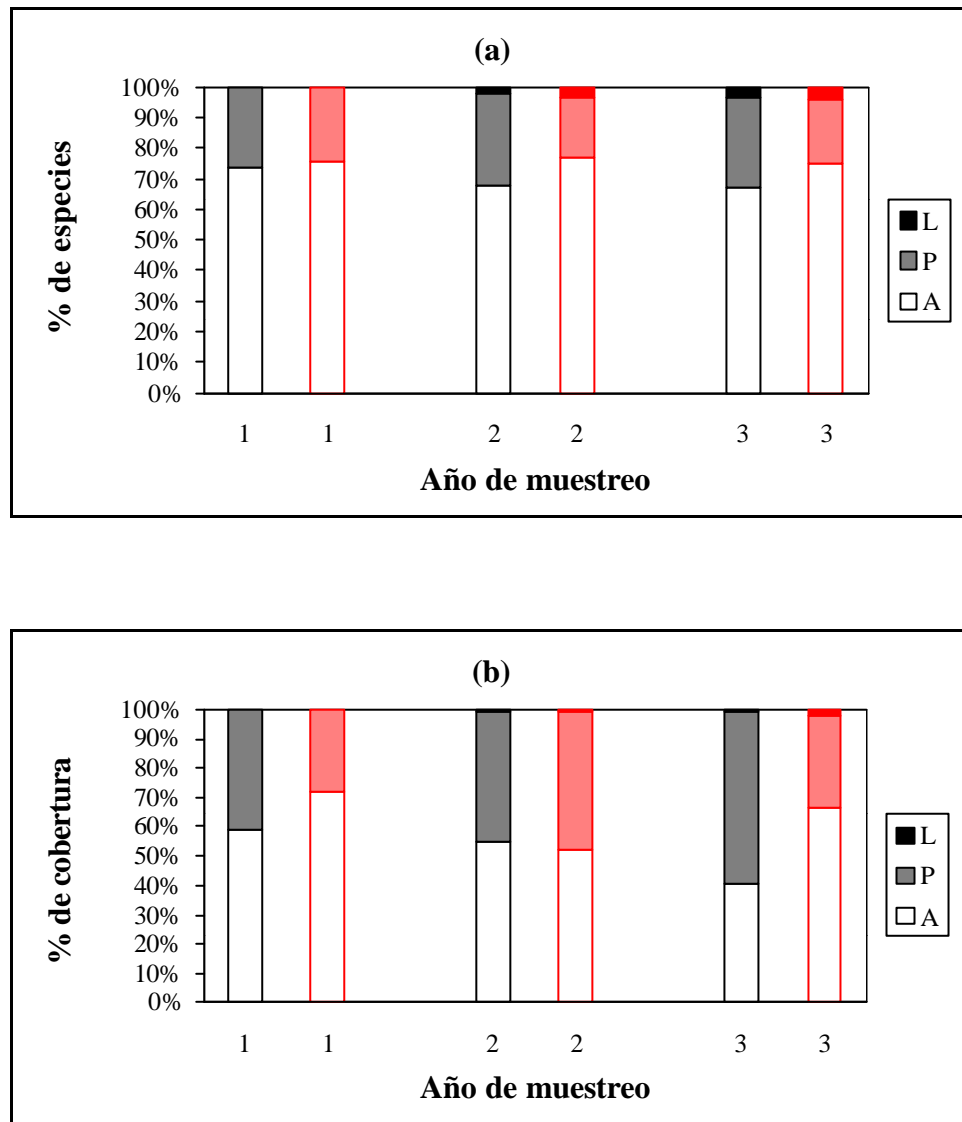 (a)
% de especies
100%
90%
80%
70%
60%
50%
40%
30%
20%
10%
0%
1 1 2 2 3 3
Año de muestreo
L
P
A
(b)
% de cobertura
100%
90%
80%
70%
60%
50%
40%
30%
20%
10%
0%
1 1 2 2 3 3
Año de muestreo
L
P
A